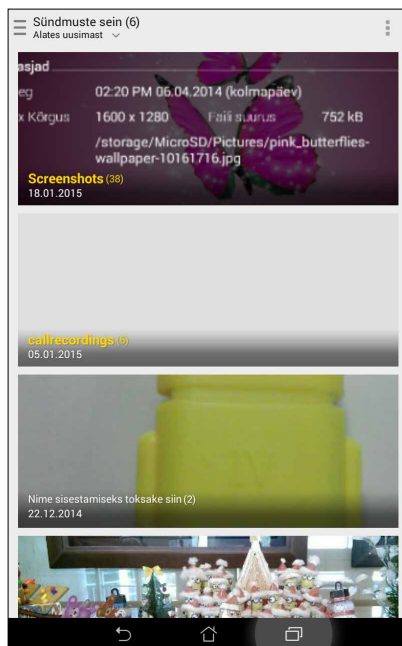 Sündmuste sein (6)
Alates uusimast
asjad
eg 02:20 PM 06.04.2014 (kolmapäev)
x Kõrgus 1600 x 1280 Faili suurus 752 kB
/storage/MicroSD/Pictures/pink_butterflies-
wallpaper-10161716.jpg
Screenshots (38)
18.01.2015
callrecordings (6)
05.01.2015
Nime sisestamiseks toksake siin (2)
22.12.2014